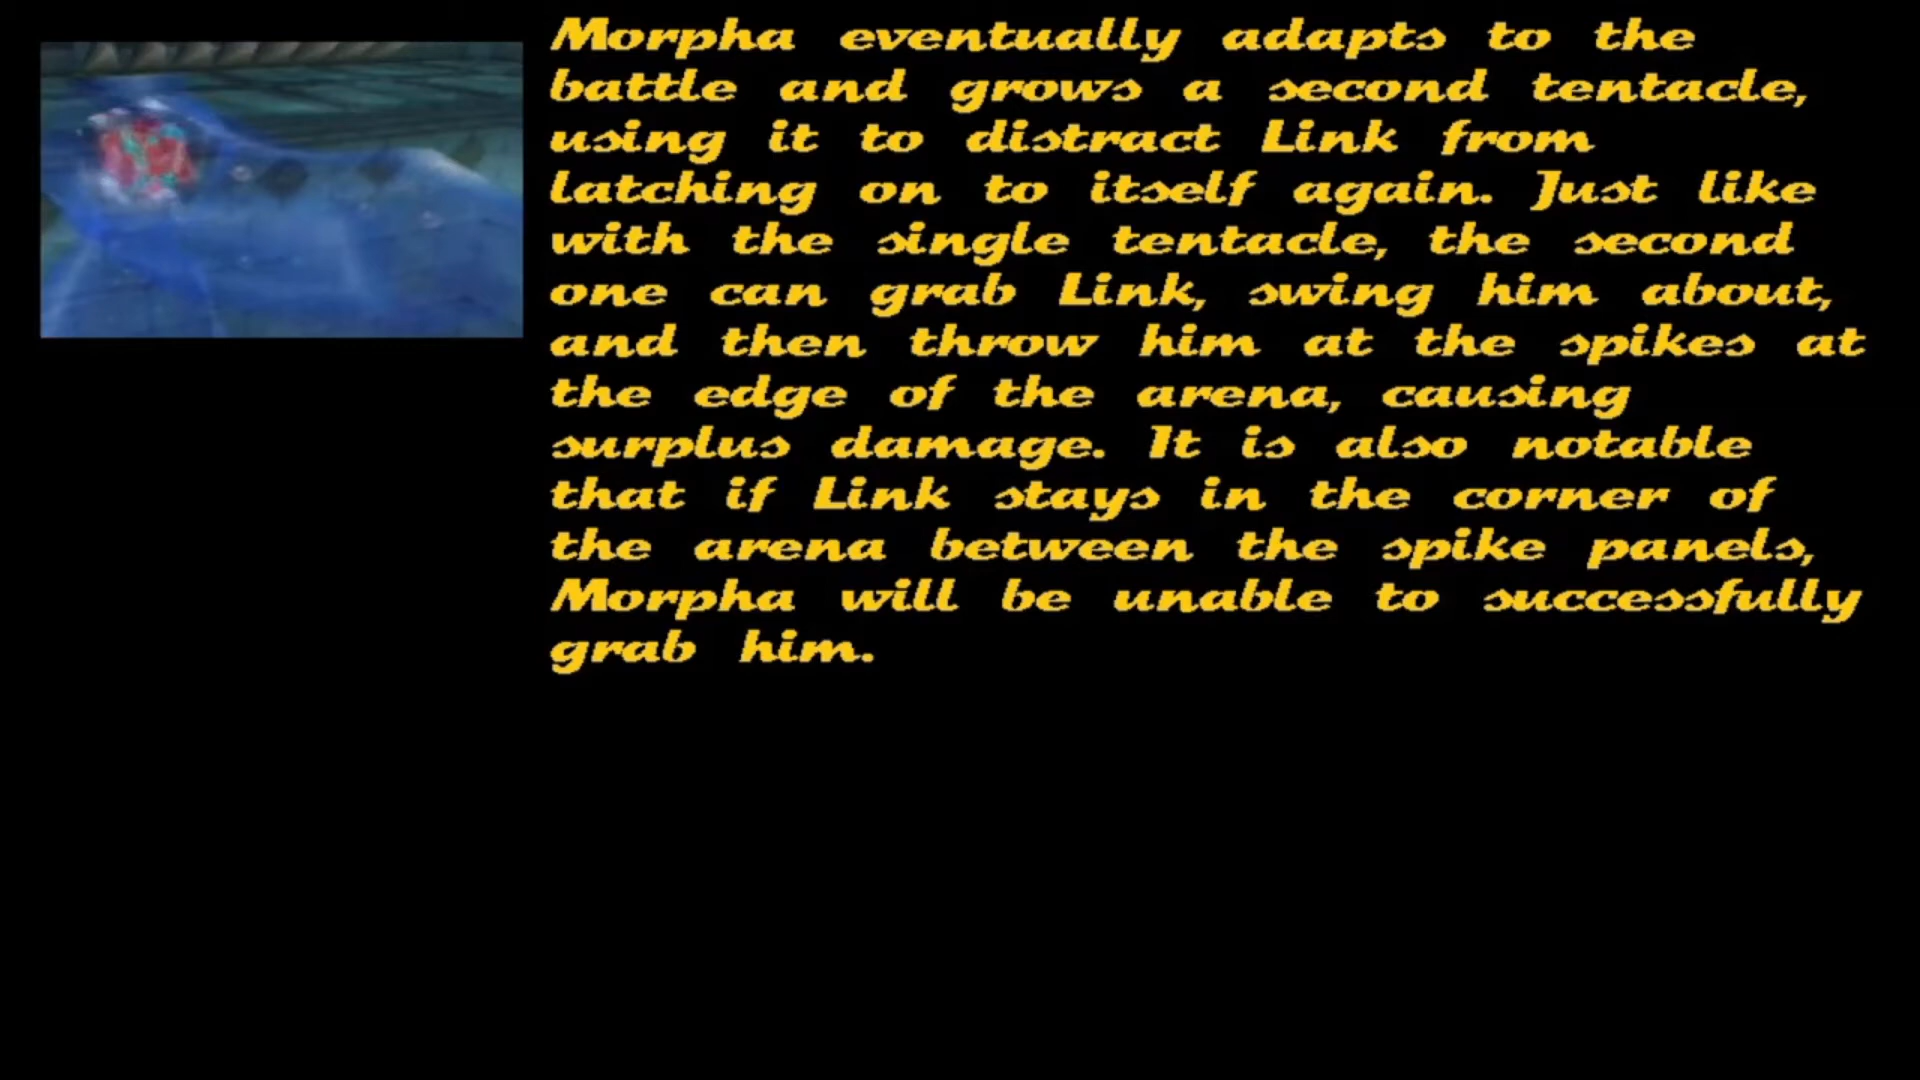 Morpha eventually adapts to the
battle and grows a second tentacle,
using it to distract Link from
latching on to itself again. Just like
with the single tentacle, the second
one can grab Link, swing him about,
and then throw him at the spikes at
the edge of the arena, causing
surplus damage. It is also notable
that if Link stays in the corner of
the arena between the spike panels,
Morpha will be unable to successfully
grab him.